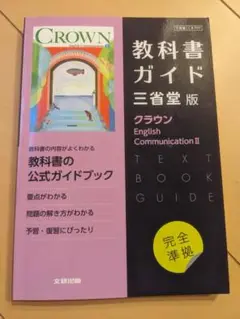 CROWN
教科書の内容がよくわかる
教科書の
公式ガイドブック
要点がわかる
問題の解き方がわかる
予習・復習にぴったり
文研出版
教科書
ガイド
三省堂 版
クラウン
English
Communication Ⅱ
TEXT
BOOK
GUIDE
完全
準拠